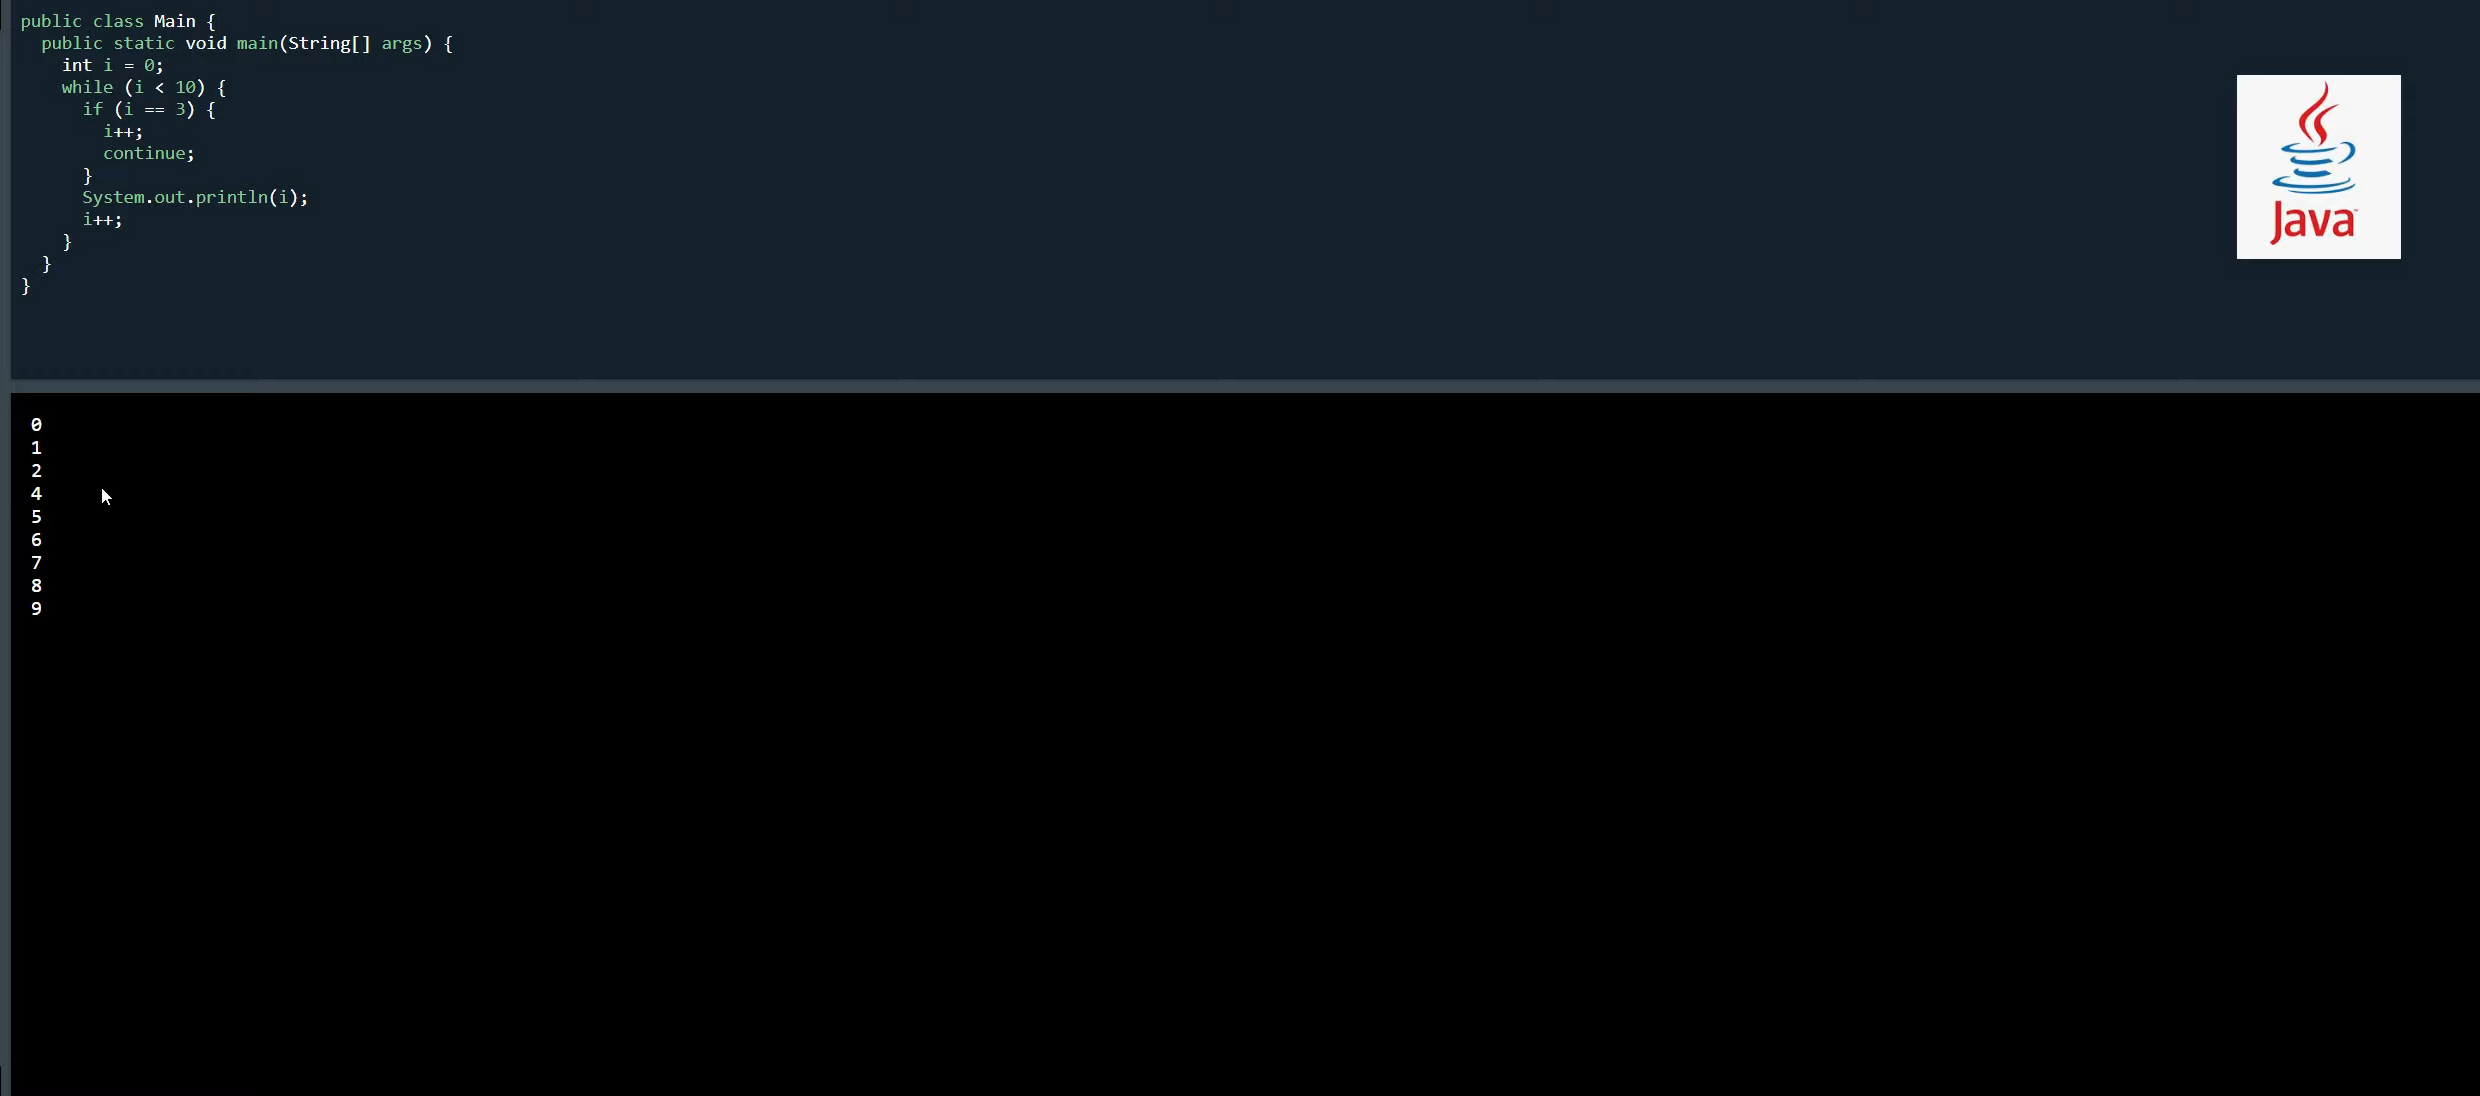 public class Main {
  public static void main(String[] args) {
    int i = 0;
    while (i < 10) {
      if (i == 3) {
        i++;
        continue;
      }
      System.out.println(i);
      i++;
    }
  }
}
Java™
0
1
2
4
5
6
7
8
9